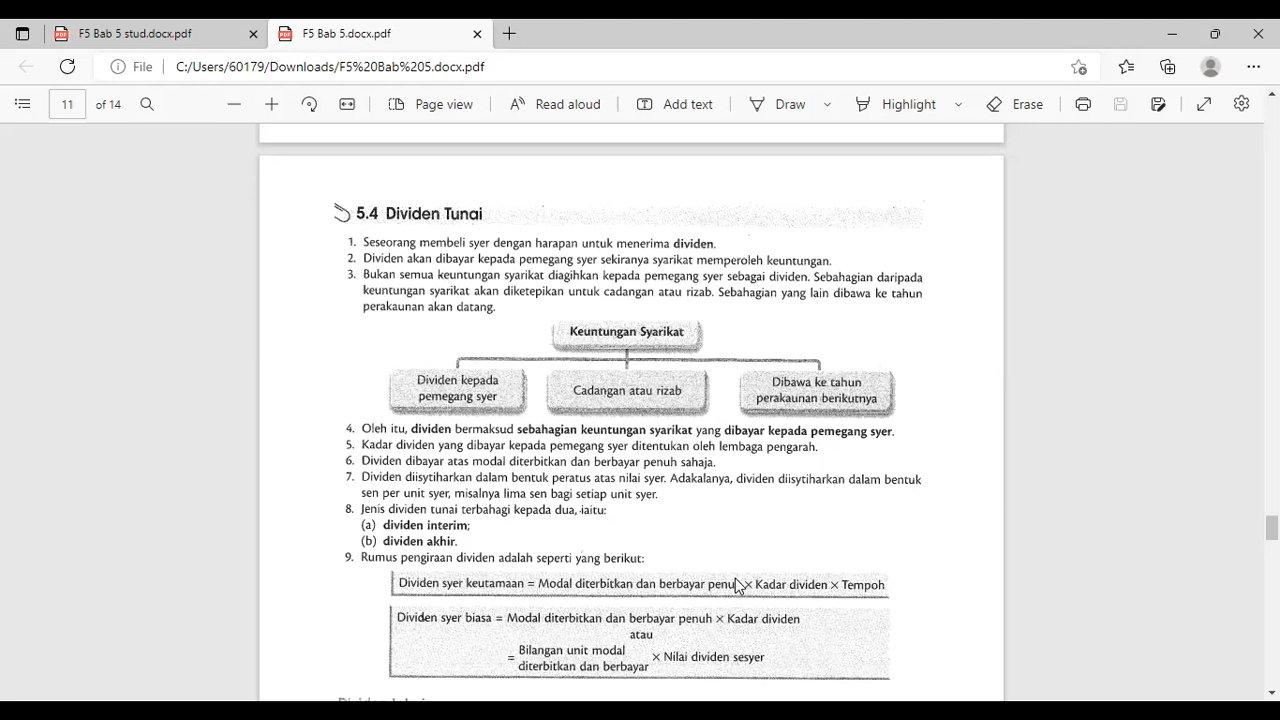 F5 Bab 5 stud.docx.pdf
F5 Bab 5.docx.pdf
File C:/Users/60179/Downloads/F5%20Bab%205.docx.pdf
11 of 14 Page view Read aloud Add text Draw Highlight Erase
5.4 Dividen Tunai
1. Seseorang membeli syer dengan harapan untuk menerima dividen.
2. Dividen akan dibayar kepada pemegang syer sekiranya syarikat memperoleh keuntungan.
3. Bukan semua keuntungan syarikat diagihkan kepada pemegang syer sebagai dividen. Sebahagian daripada
keuntungan syarikat akan diketepikan untuk cadangan atau rizab. Sebahagian yang lain dibawa ke tahun
perakaunan akan datang.
Keuntungan Syarikat
Dividen kepada
pemegang syer
Cadangan atau rizab
Dibawa ke tahun
perakaunan berikutnya
4. Oleh itu, dividen bermaksud sebahagian keuntungan syarikat yang dibayar kepada pemegang syer.
5. Kadar dividen yang dibayar kepada pemegang syer ditentukan oleh lembaga pengarah.
6. Dividen dibayar atas modal diterbitkan dan berbayar penuh sahaja.
7. Dividen diisytiharkan dalam bentuk peratus atas nilai syer. Adakalanya, dividen diisytiharkan dalam bentuk
sen per unit syer, misalnya lima sen bagi setiap unit syer.
8. Jenis dividen tunai terbahagi kepada dua, iaitu:
(a) dividen interim;
(b) dividen akhir.
9. Rumus pengiraan dividen adalah seperti yang berikut:
Dividen syer keutamaan = Modal diterbitkan dan berbayar penuh × Kadar dividen × Tempoh
Dividen syer biasa = Modal diterbitkan dan berbayar penuh × Kadar dividen
atau
= Bilangan unit modal
diterbitkan dan berbayar × Nilai dividen sesyer